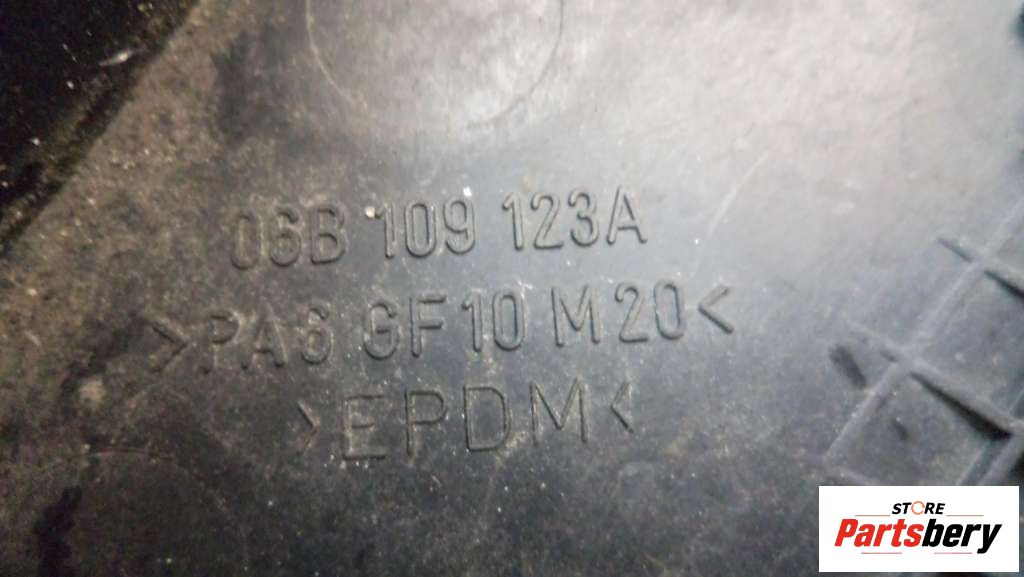 06B 109 123A
>PA6 GF10 M20<
>EPDM<
STORE
Partsbery